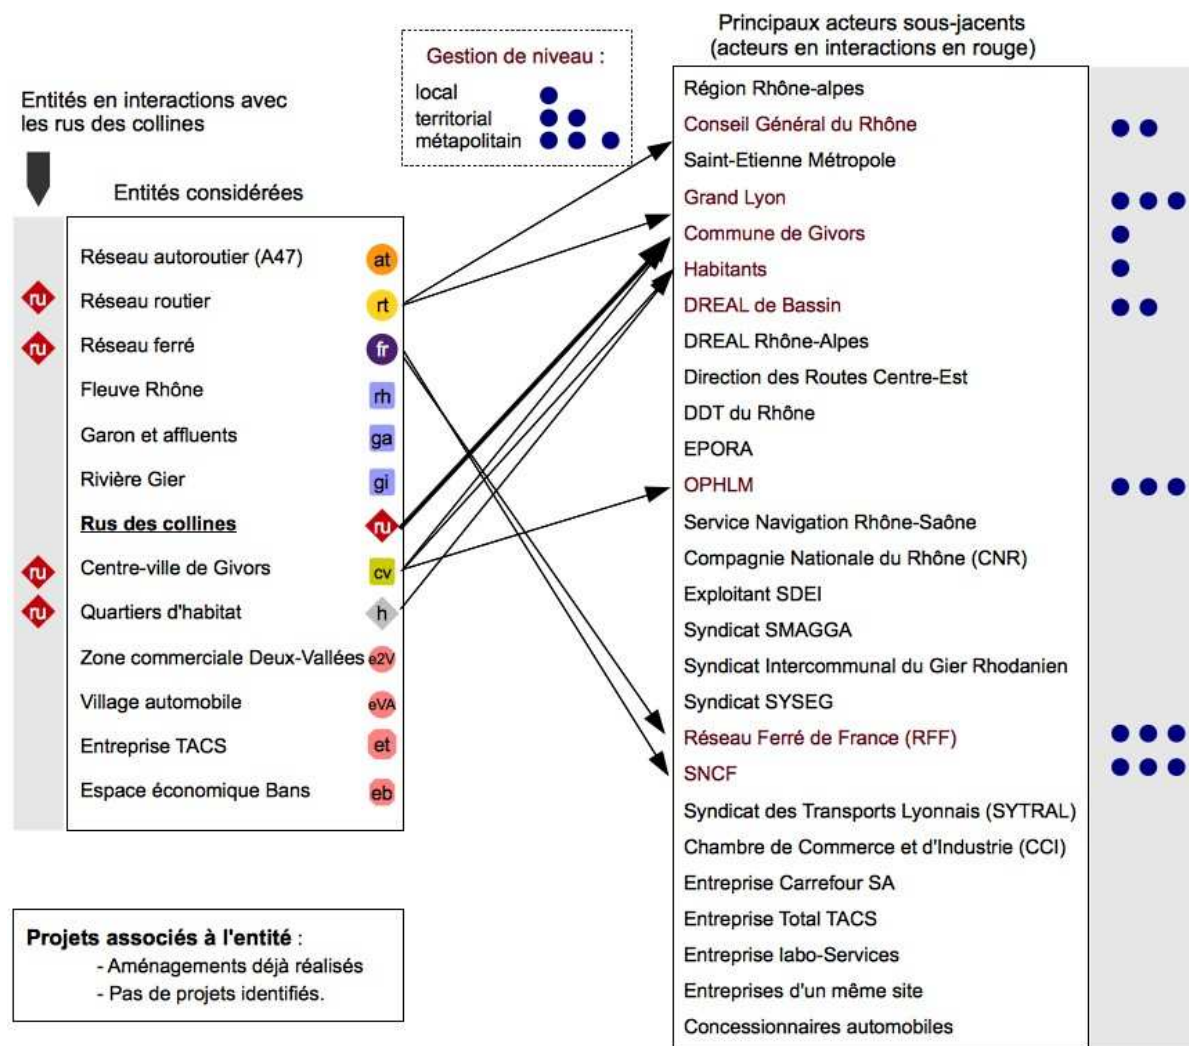 Principaux acteurs sous-jacents
(acteurs en interactions en rouge)
Gestion de niveau :
local
territorial
métapolitain
Entités en interactions avec
les rus des collines
Entités considérées
Réseau autoroutier (A47) at
ru Réseau routier rt
ru Réseau ferré fr
Fleuve Rhône rh
Garon et affluents ga
Rivière Gier gi
Rus des collines ru
ru Centre-ville de Givors cv
ru Quartiers d'habitat h
Zone commerciale Deux-Vallées e2V
Village automobile eVA
Entreprise TACS et
Espace économique Bans eb
Projets associés à l'entité :
- Aménagements déjà réalisés
- Pas de projets identifiés.
Région Rhône-alpes
Conseil Général du Rhône
Saint-Etienne Métropole
Grand Lyon
Commune de Givors
Habitants
DREAL de Bassin
DREAL Rhône-Alpes
Direction des Routes Centre-Est
DDT du Rhône
EPORA
OPHLM
Service Navigation Rhône-Saône
Compagnie Nationale du Rhône (CNR)
Exploitant SDEI
Syndicat SMAGGA
Syndicat Intercommunal du Gier Rhodanien
Syndicat SYSEG
Réseau Ferré de France (RFF)
SNCF
Syndicat des Transports Lyonnais (SYTRAL)
Chambre de Commerce et d'Industrie (CCI)
Entreprise Carrefour SA
Entreprise Total TACS
Entreprise labo-Services
Entreprises d'un même site
Concessionnaires automobiles